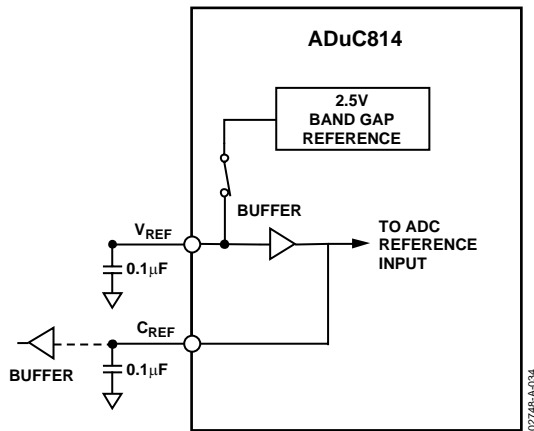 ADuC814
2.5V
BAND GAP
REFERENCE
BUFFER
VREF
TO ADC
REFERENCE
INPUT
0.1μF
CREF
0.1μF
BUFFER
02748-A-034